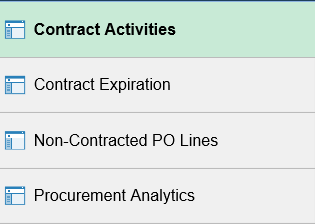 Contract Activities
Contract Expiration
Non-Contracted PO Lines
Procurement Analytics